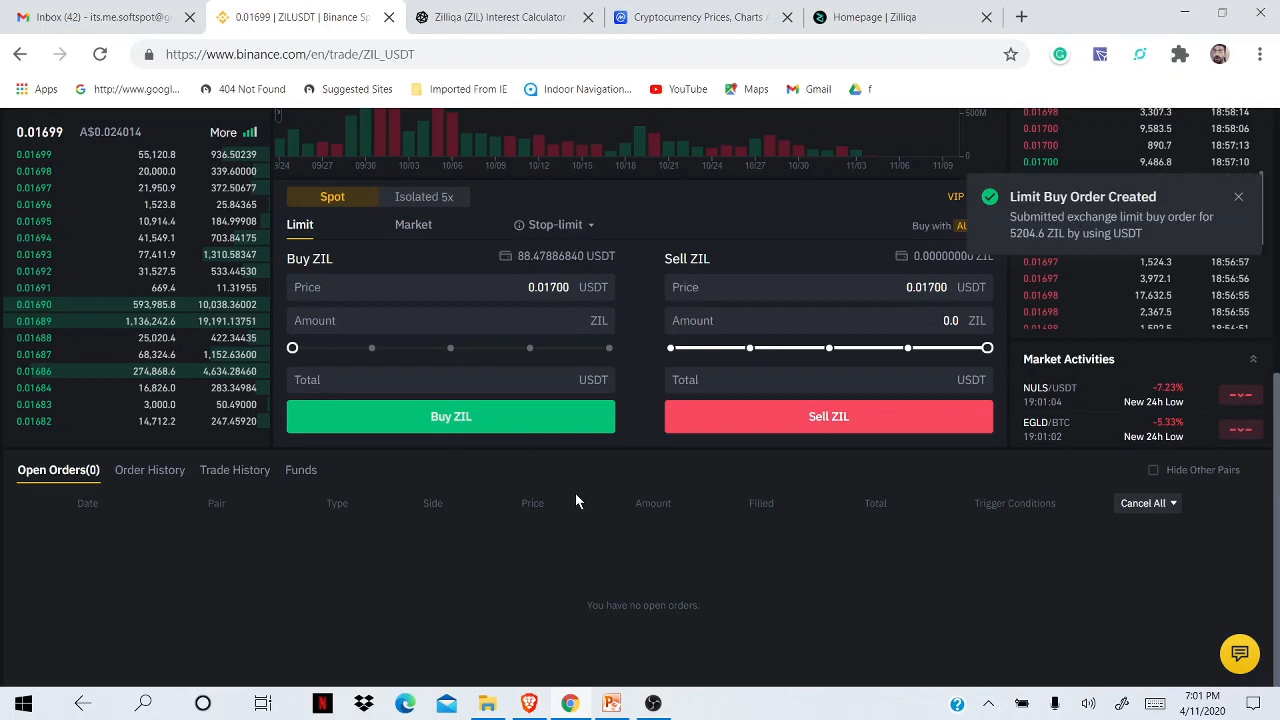 Inbox (42) - ts.me.softspot@g
0.01699 | ZILUSDT | Binance Sp
Zilliqa (ZIL) Interest Calculator
Cryptocurrency Prices, Charts A
Homepage | Zilliqa
https://www.binance.com/en/trade/ZIL_USDT
Apps
http://www.googl...
404 Not Found
Suggested Sites
Imported From IE
Indoor Navigation...
YouTube
Maps
Gmail
f
0.01699 A$0.024014 More
0.01699 55,120.8 936.50239
0.01698 20,000.0 339.60000
0.01697 21,950.9 372.50677
0.01696 1,523.8 25.84365
0.01695 10,914.4 184.99908
0.01694 41,549.1 703.84175
0.01693 77,411.9 1,310.58347
0.01692 31,527.5 533.44530
0.01691 669.4 11.31955
0.01690 593,985.8 10,038.36002
0.01689 1,136,242.6 19,191.13751
0.01688 25,020.4 422.34435
0.01687 68,324.6 1,152.63600
0.01686 274,868.6 4,634.28460
0.01684 16,826.0 283.34984
0.01683 3,000.0 50.49000
0.01682 14,712.2 247.45920
500M
0
9/24 09/27 09/30 10/03 10/06 10/09 10/12 10/15 10/18 10/21 10/24 10/27 10/30 11/03 11/06 11/09
Spot
Isolated 5x
VIP
Limit
Market
Stop-limit
Buy with
Buy ZIL
88.47886840 USDT
Price 0.01700 USDT
Amount ZIL
Total USDT
Buy ZIL
Sell ZIL
0.00000000 ZIL
Price 0.01700 USDT
Amount 0.0 ZIL
Total USDT
Sell ZIL
0.01698 3,307.3 18:58:14
0.01700 9,583.5 18:58:06
0.01700 890.7 18:57:13
0.01700 9,486.8 18:57:10
Limit Buy Order Created
Submitted exchange limit buy order for
5204.6 ZIL by using USDT
0.01697 1,524.3 18:56:57
0.01697 3,972.1 18:56:56
0.01698 17,632.5 18:56:55
0.01698 2,367.5 18:56:55
0.01698 1,502.5 18:56:51
Market Activities
NULS/USDT -7.23%
19:01:04 New 24h Low
EGLD/BTC -5.33%
19:01:02 New 24h Low
Open Orders(0)
Order History
Trade History
Funds
Hide Other Pairs
Date Pair Type Side Price Amount Filled Total Trigger Conditions Cancel All
You have no open orders.
7:01 PM
4/11/2020